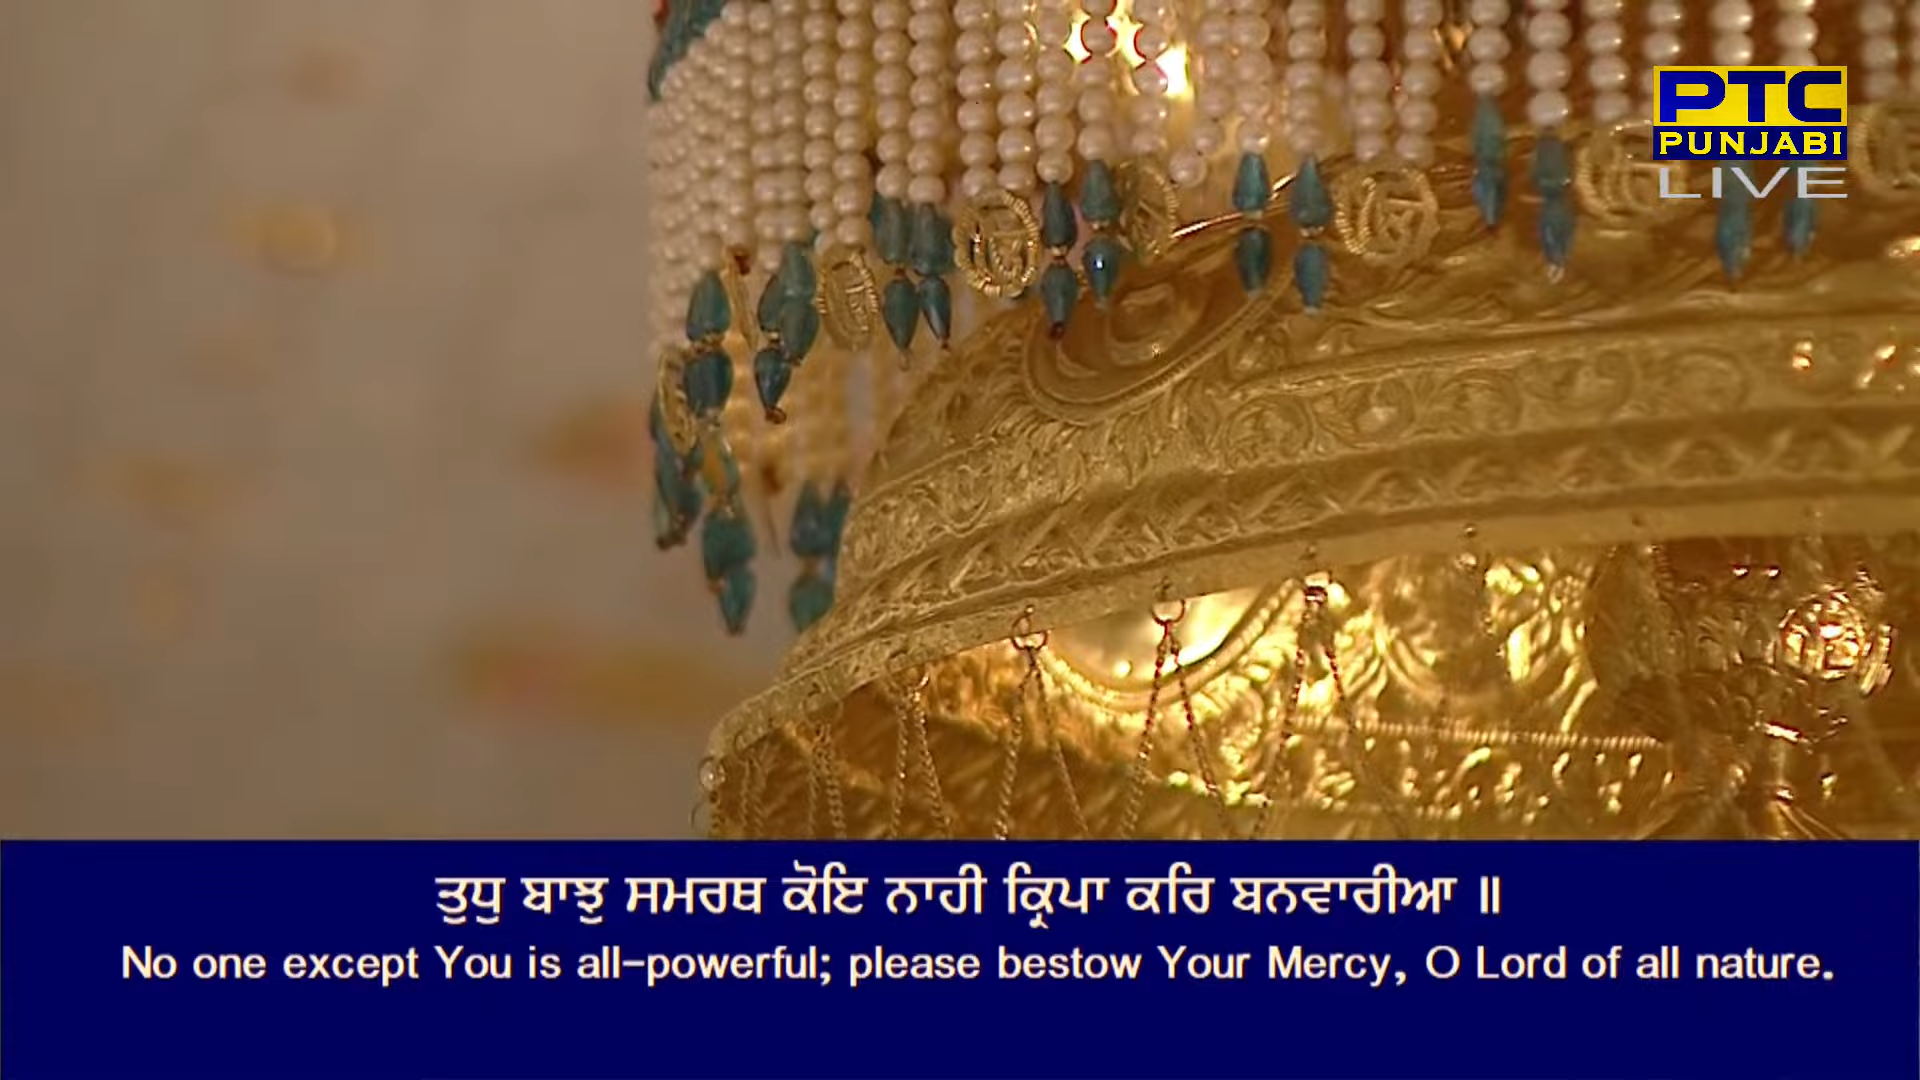 PTC
PUNJABI
LIVE
ਤੁਧੁ ਬਾਝੁ ਸਮਰਥ ਕੋਇ ਨਾਹੀ ਕ੍ਰਿਪਾ ਕਰਿ ਬਨਵਾਰੀਆ ॥
No one except You is all-powerful; please bestow Your Mercy, O Lord of all nature.